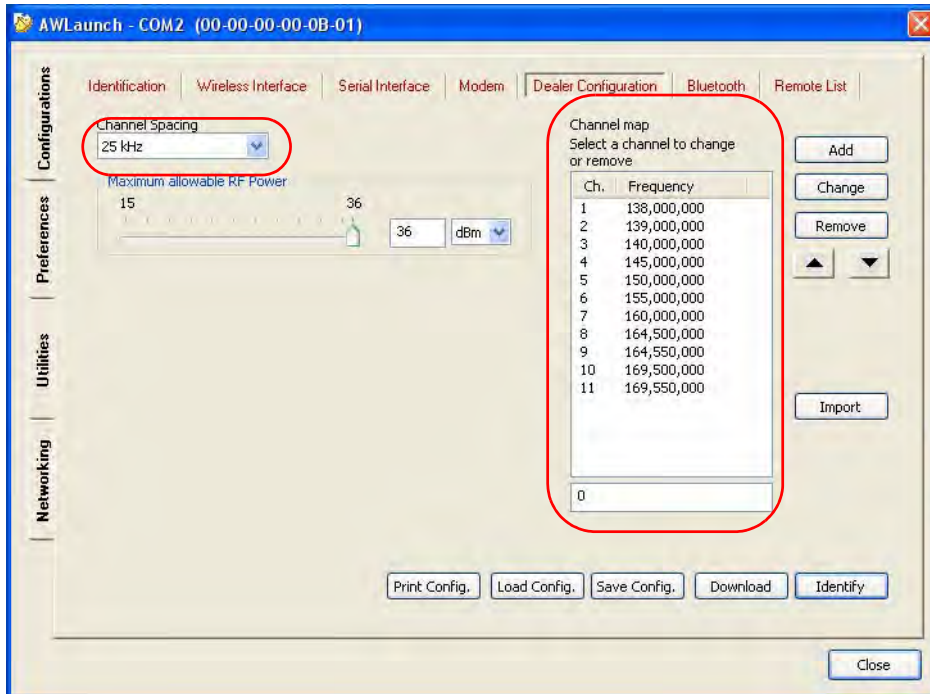 AWLaunch - COM2 (00-00-00-00-0B-01)
Configurations
Preferences
Utilities
Networking
Identification
Wireless Interface
Serial Interface
Modem
Dealer Configuration
Bluetooth
Remote List
Channel Spacing
25 kHz
Maximum allowable RF Power
15 36
36 dBm
Channel map
Select a channel to change
or remove
Ch. Frequency
1 138,000,000
2 139,000,000
3 140,000,000
4 145,000,000
5 150,000,000
6 155,000,000
7 160,000,000
8 164,500,000
9 164,550,000
10 169,500,000
11 169,550,000
0
Add
Change
Remove
Import
Print Config.
Load Config.
Save Config.
Download
Identify
Close